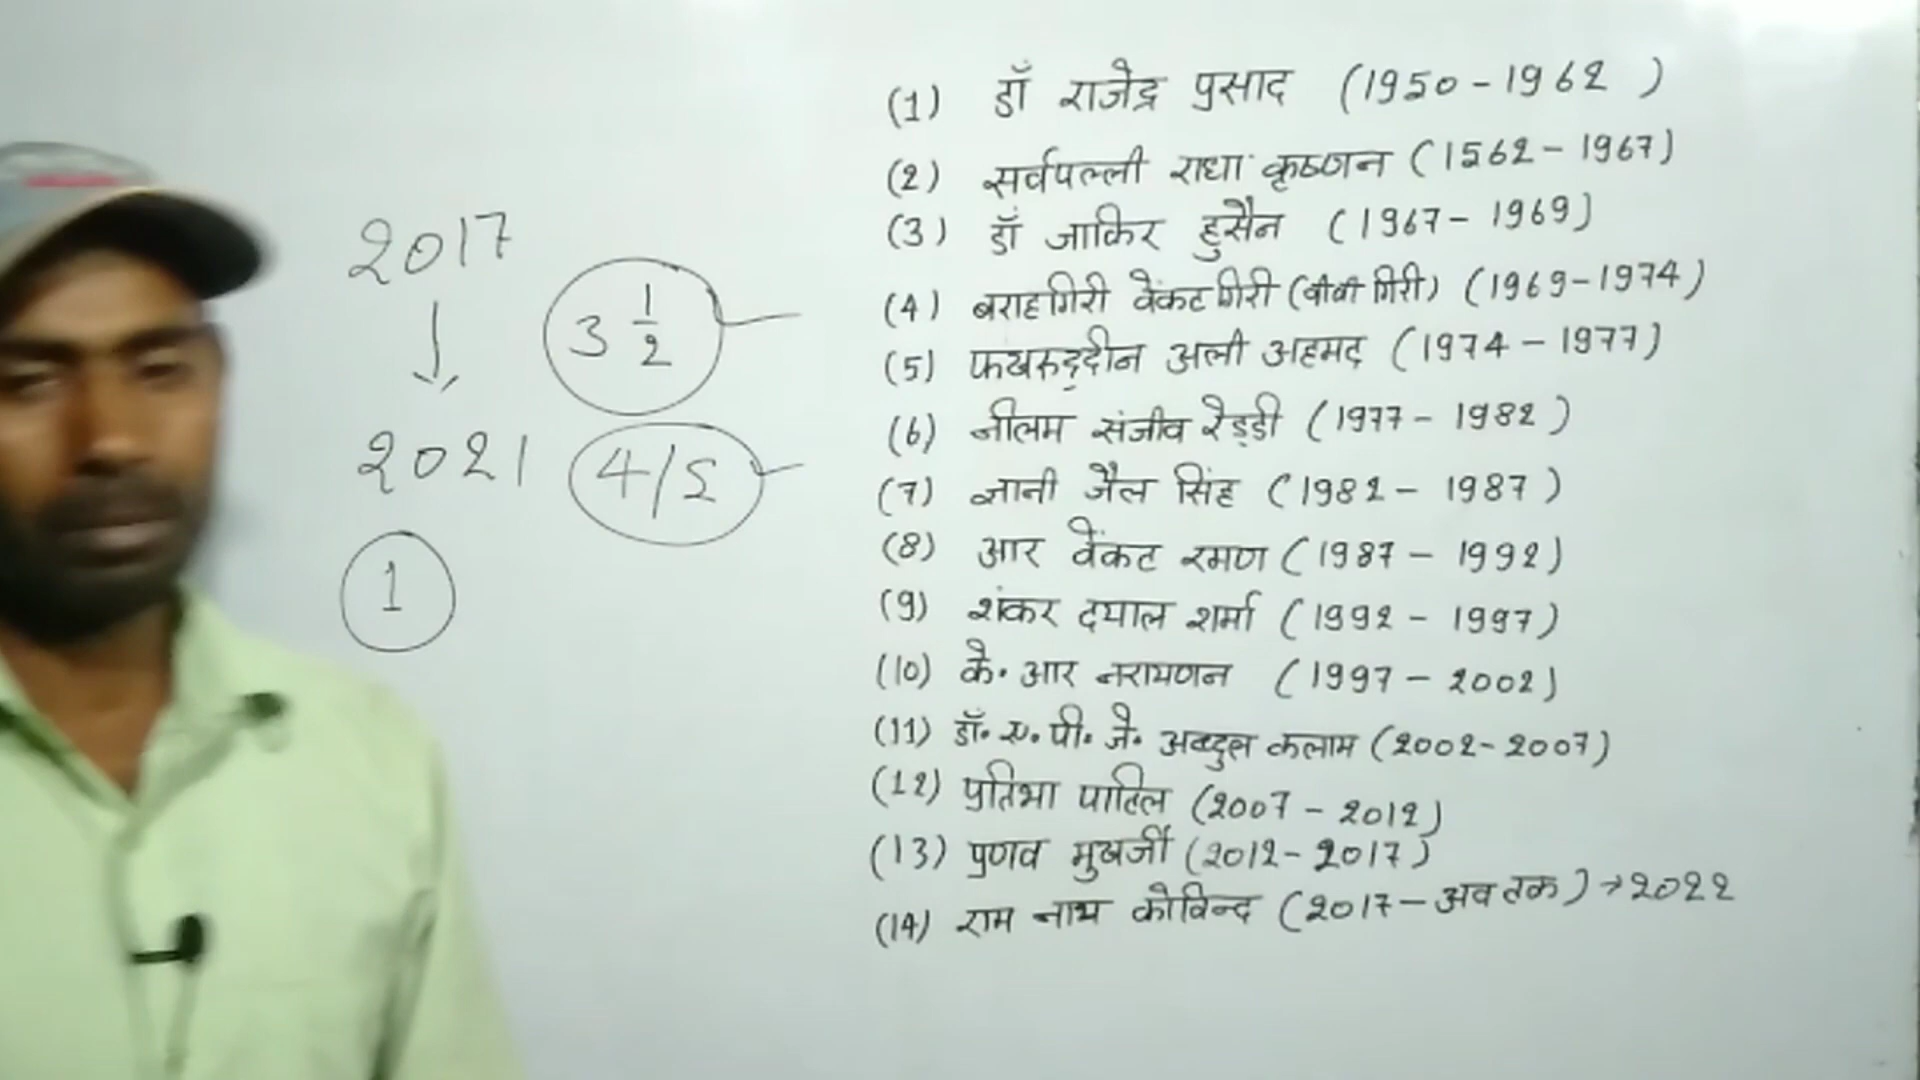 2017
↓
2021
1
3 1/2
4/5
(1) डॉ राजेद्र प्रसाद (1950-1962 )
(2) सर्वपल्ली राधा कृष्णन (1562-1967)
(3) डॉ जाकिर हुसैन (1967-1969)
(4) बराहगिरी वेंकट गिरी (वीवी गिरी) (1969-1974)
(5) फखरुद्दीन अली अहमद (1974-1977)
(6) नीलम संजीव रेड्डी (1977-1982)
(7) ज्ञानी जैल सिंह (1982-1987)
(8) आर वेंकट रमण (1987-1992)
(9) शंकर दयाल शर्मा (1992-1997)
(10) के. आर नरायणन (1997-2002)
(11) डॉ. ए. पी. जे. अब्दुल कलाम (2002-2007)
(12) प्रतिभा पाटिल (2007-2012)
(13) प्रणव मुखर्जी (2012-2017)
(14) राम नाथ कोविन्द (2017-अब तक) → 2022